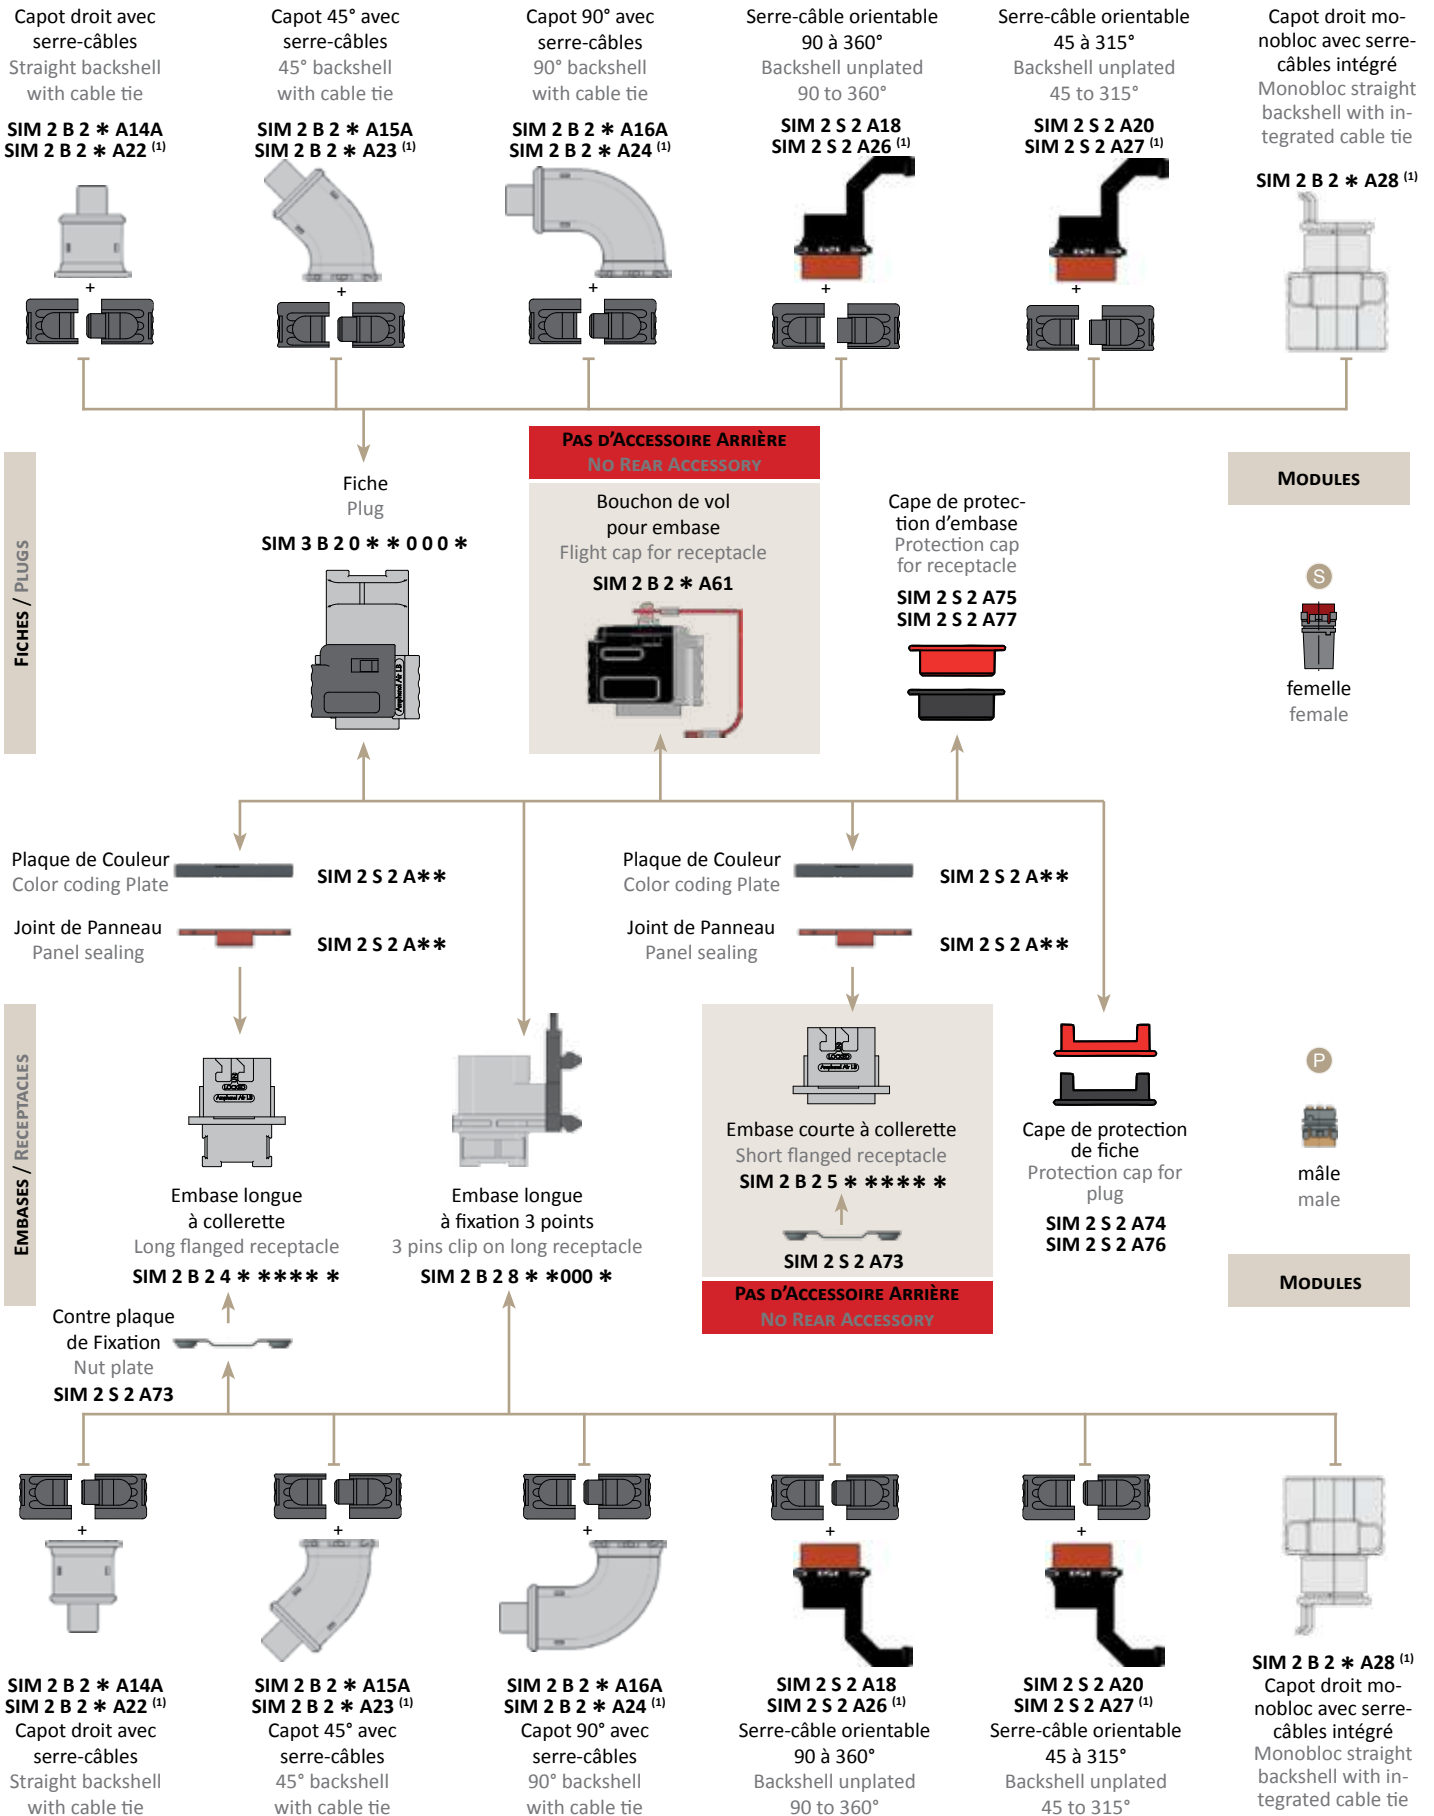 Capot droit avec
serre-câbles
Straight backshell
with cable tie
SIM 2 B 2 * A14A
SIM 2 B 2 * A22 (1)
+
Capot 45° avec
serre-câbles
45° backshell
with cable tie
SIM 2 B 2 * A15A
SIM 2 B 2 * A23 (1)
+
Capot 90° avec
serre-câbles
90° backshell
with cable tie
SIM 2 B 2 * A16A
SIM 2 B 2 * A24 (1)
+
Serre-câble orientable
90 à 360°
Backshell unplated
90 to 360°
SIM 2 S 2 A18
SIM 2 S 2 A26 (1)
+
Serre-câble orientable
45 à 315°
Backshell unplated
45 to 315°
SIM 2 S 2 A20
SIM 2 S 2 A27 (1)
+
Capot droit mo-
nobloc avec serre-
câbles intégré
Monobloc straight
backshell with in-
tegrated cable tie
SIM 2 B 2 * A28 (1)
FICHES / PLUGS
Fiche
Plug
SIM 3 B 2 0 * * 0 0 0 *
Amphenol Air LB
PAS D'ACCESSOIRE ARRIÈRE
NO REAR ACCESSORY
Bouchon de vol
pour embase
Flight cap for receptacle
SIM 2 B 2 * A61
Cape de protec-
tion d'embase
Protection cap
for receptacle
SIM 2 S 2 A75
SIM 2 S 2 A77
MODULES
S
femelle
female
Plaque de Couleur
Color coding Plate
SIM 2 S 2 A**
Joint de Panneau
Panel sealing
SIM 2 S 2 A**
Plaque de Couleur
Color coding Plate
SIM 2 S 2 A**
Joint de Panneau
Panel sealing
SIM 2 S 2 A**
EMBASES / RECEPTACLES
LOCKED
Amphenol Air LB
Embase longue
à collerette
Long flanged receptacle
SIM 2 B 2 4 * **** *
Contre plaque
de Fixation
Nut plate
SIM 2 S 2 A73
Embase longue
à fixation 3 points
3 pins clip on long receptacle
SIM 2 B 2 8 * *000 *
LOCKED
Amphenol Air LB
Embase courte à collerette
Short flanged receptacle
SIM 2 B 2 5 * **** *
SIM 2 S 2 A73
PAS D'ACCESSOIRE ARRIÈRE
NO REAR ACCESSORY
Cape de protection
de fiche
Protection cap for
plug
SIM 2 S 2 A74
SIM 2 S 2 A76
P
mâle
male
MODULES
+
SIM 2 B 2 * A14A
SIM 2 B 2 * A22 (1)
Capot droit avec
serre-câbles
Straight backshell
with cable tie
+
SIM 2 B 2 * A15A
SIM 2 B 2 * A23 (1)
Capot 45° avec
serre-câbles
45° backshell
with cable tie
+
SIM 2 B 2 * A16A
SIM 2 B 2 * A24 (1)
Capot 90° avec
serre-câbles
90° backshell
with cable tie
+
SIM 2 S 2 A18
SIM 2 S 2 A26 (1)
Serre-câble orientable
90 à 360°
Backshell unplated
90 to 360°
+
SIM 2 S 2 A20
SIM 2 S 2 A27 (1)
Serre-câble orientable
45 à 315°
Backshell unplated
45 to 315°
SIM 2 B 2 * A28 (1)
Capot droit mo-
nobloc avec serre-
câbles intégré
Monobloc straight
backshell with in-
tegrated cable tie